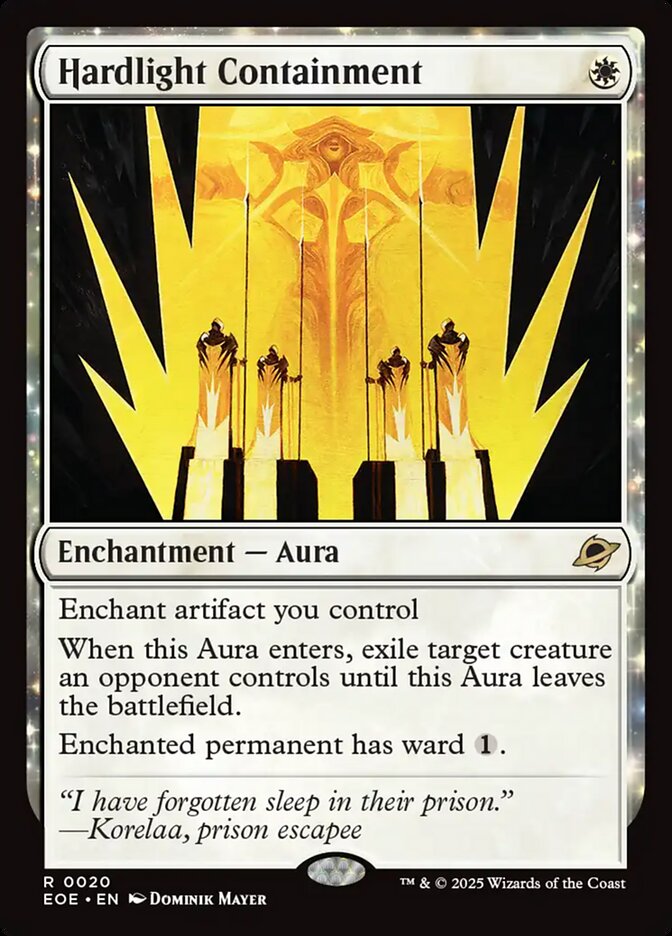 Hardlight Containment
Enchantment — Aura
Enchant artifact you control
When this Aura enters, exile target creature
an opponent controls until this Aura leaves
the battlefield.
Enchanted permanent has ward 1.
“I have forgotten sleep in their prison.”
—Korelaa, prison escapee
R 0020
EOE • EN Dominik Mayer
™ & © 2025 Wizards of the Coast